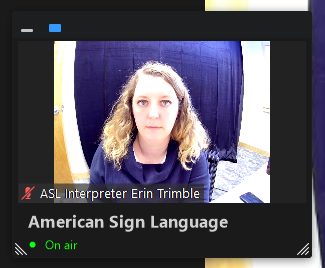 ASL Interpreter Erin Trimble
American Sign Language
On air